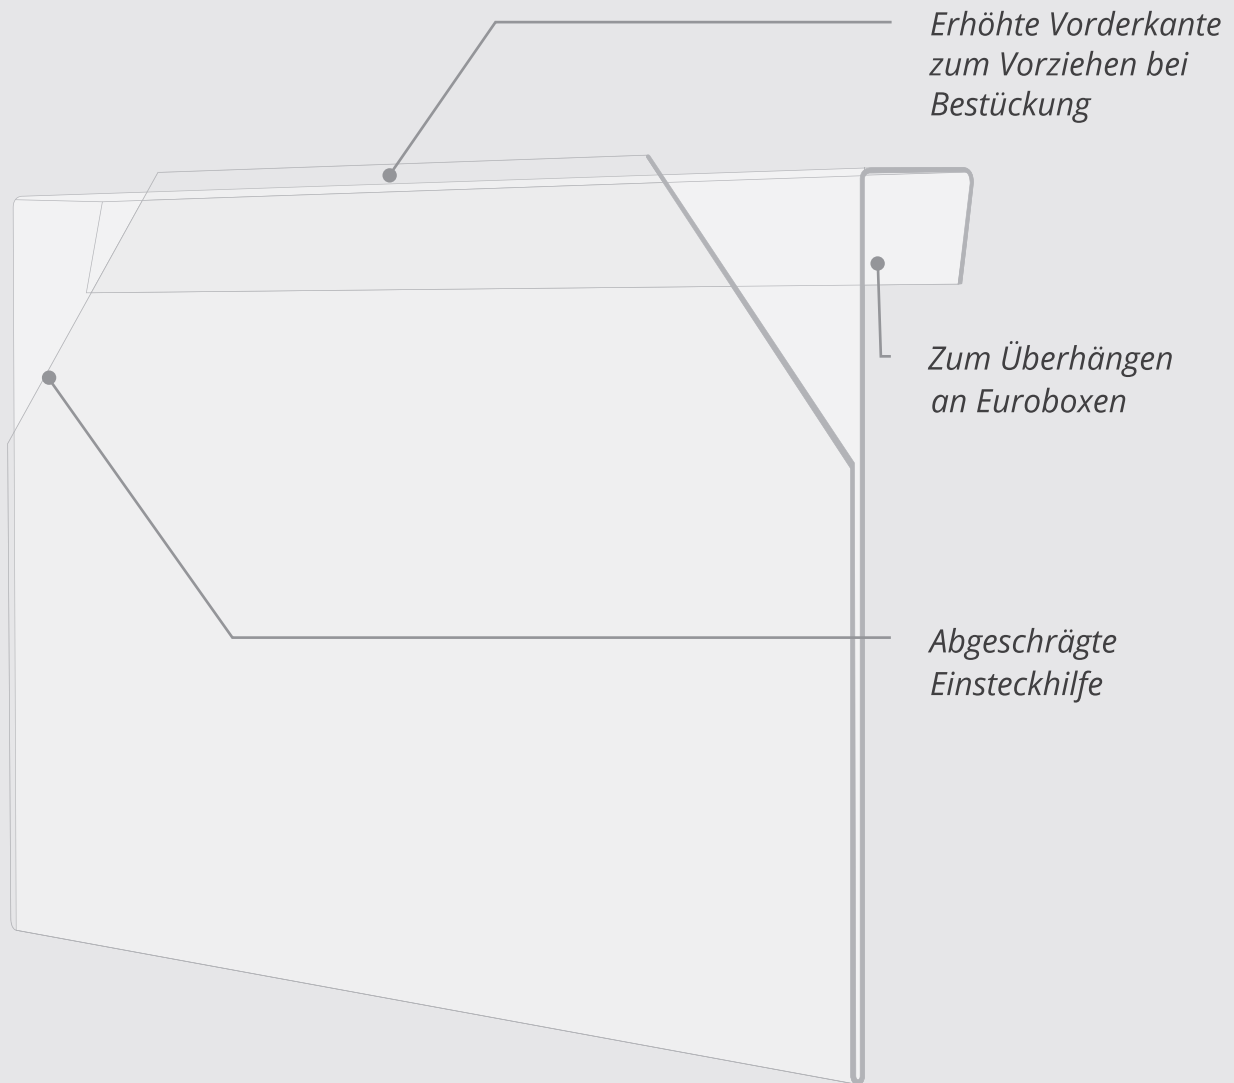 Erhöhte Vorderkante
zum Vorziehen bei
Bestückung
Zum Überhängen
an Euroboxen
Abgeschrägte
Einsteckhilfe